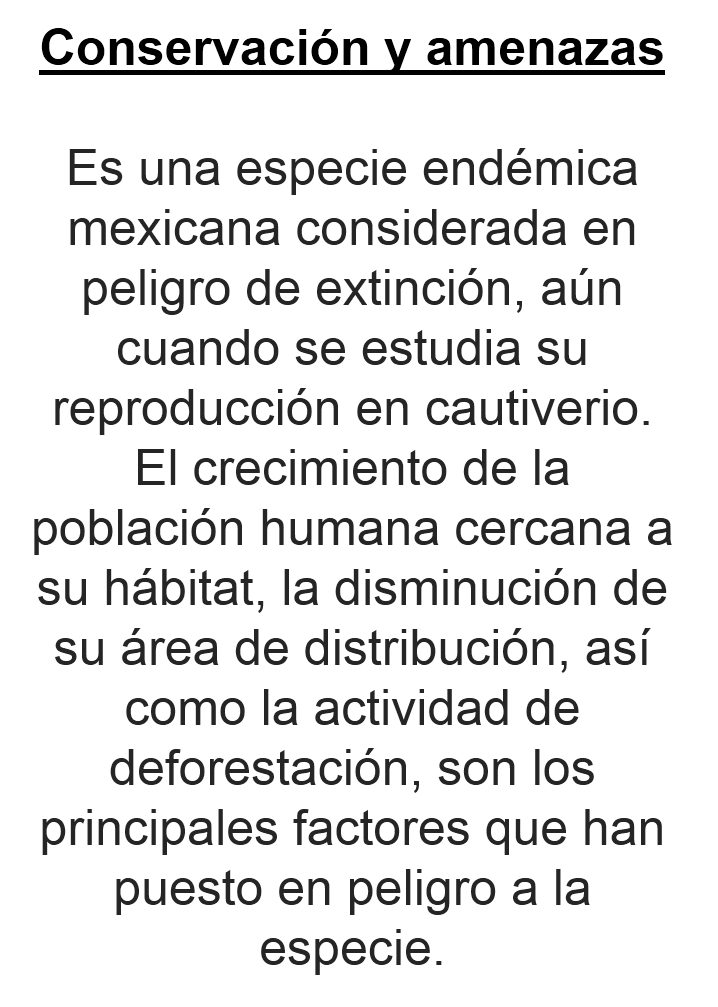 Conservación y amenazas
Es una especie endémica
mexicana considerada en
peligro de extinción, aún
cuando se estudia su
reproducción en cautiverio.
El crecimiento de la
población humana cercana a
su hábitat, la disminución de
su área de distribución, así
como la actividad de
deforestación, son los
principales factores que han
puesto en peligro a la
especie.